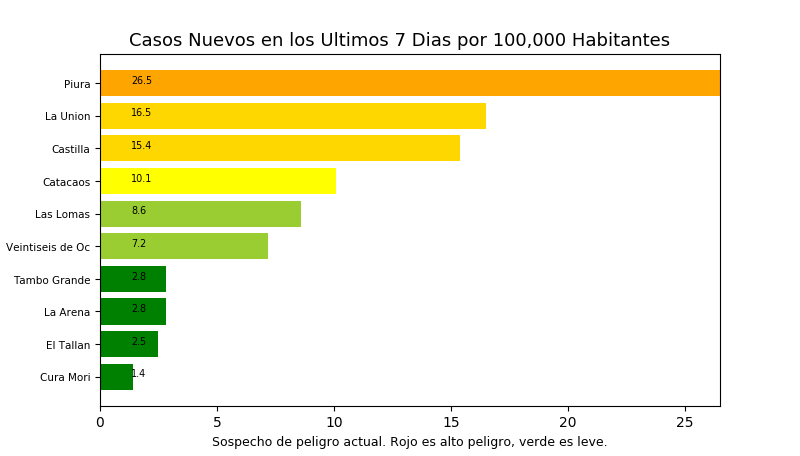 Casos Nuevos en los Ultimos 7 Dias por 100,000 Habitantes
Piura 26.5
La Union 16.5
Castilla 15.4
Catacaos 10.1
Las Lomas 8.6
Veintiseis de Oc 7.2
Tambo Grande 2.8
La Arena 2.8
El Tallan 2.5
Cura Mori 1.4
0 5 10 15 20 25
Sospecho de peligro actual. Rojo es alto peligro, verde es leve.